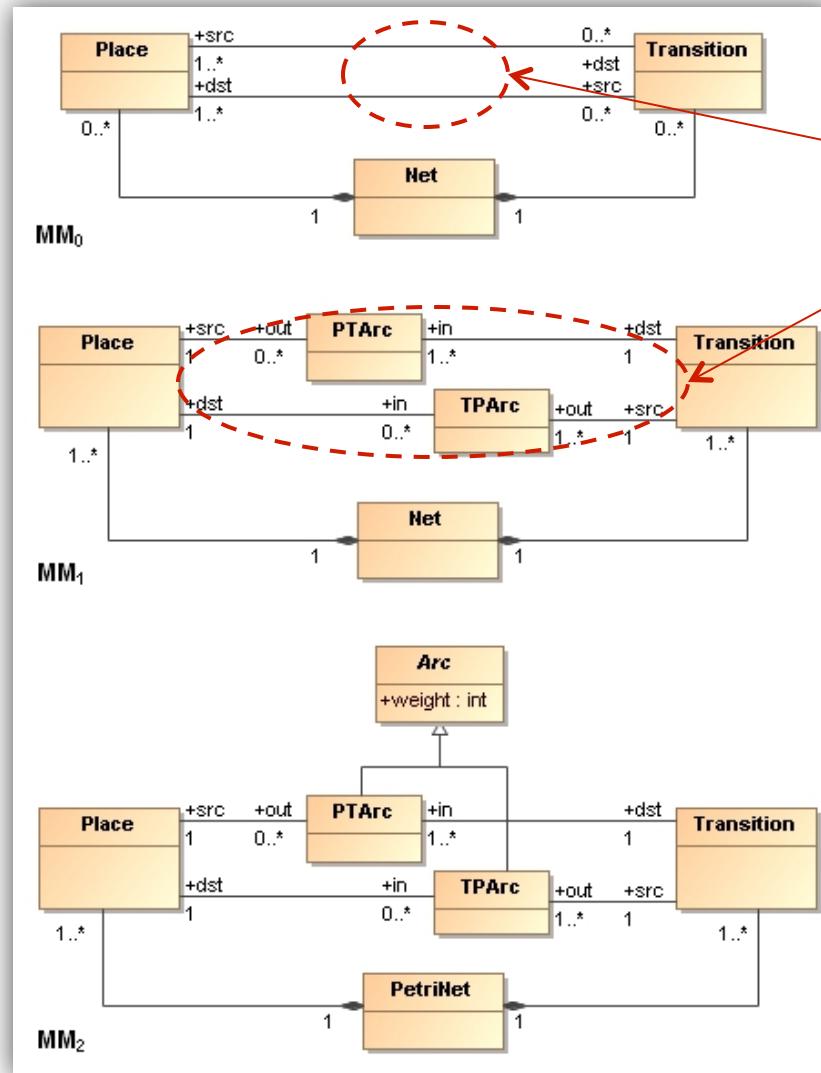 +src 0..*
Place Transition
1..* +dst
+dst +src
1..* 0..*
0..* 0..*
Net
1 1
MM₀
+src +out PTArc +in +dst
Place Transition
1 0..* 1..* 1
+dst +in TPArc +out +src
1 0..* 1..* 1
1..* 1..*
Net
1 1
MM₁
Arc
+weight : int
+src +out PTArc +in +dst
Place Transition
1 0..* 1..* 1
+dst +in TPArc +out +src
1 0..* 1..* 1
1..* 1..*
PetriNet
1 1
MM₂